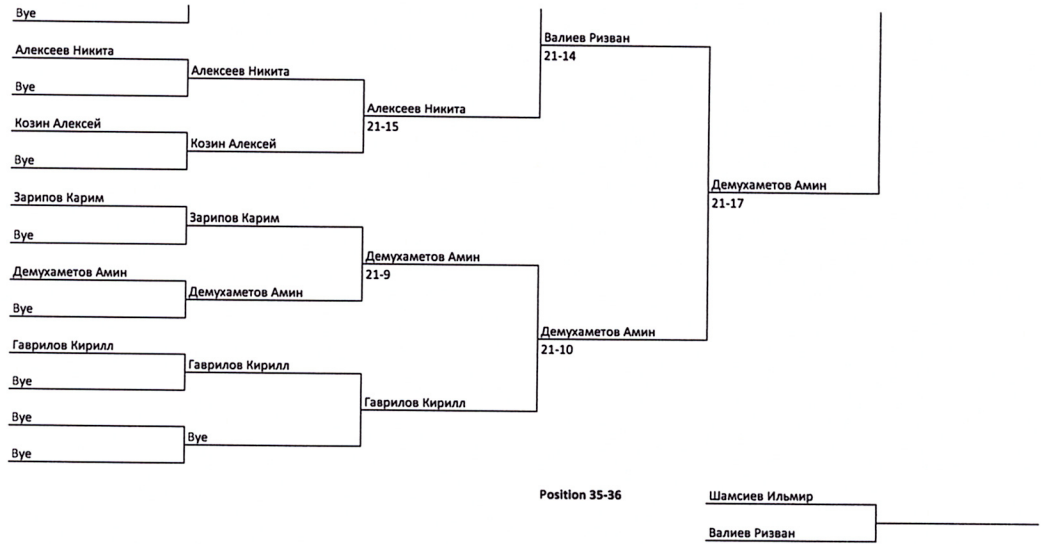 Bye
Алексеев Никита
Bye
Козин Алексей
Bye
Зарипов Карим
Bye
Демухаметов Амин
Bye
Гаврилов Кирилл
Bye
Bye
Bye
Алексеев Никита
Козин Алексей
Зарипов Карим
Демухаметов Амин
Гаврилов Кирилл
Bye
Алексеев Никита
21-15
Демухаметов Амин
21-9
Гаврилов Кирилл
Валиев Ризван
21-14
Демухаметов Амин
21-10
Демухаметов Амин
21-17
Position 35-36
Шамсиев Ильмир
Валиев Ризван